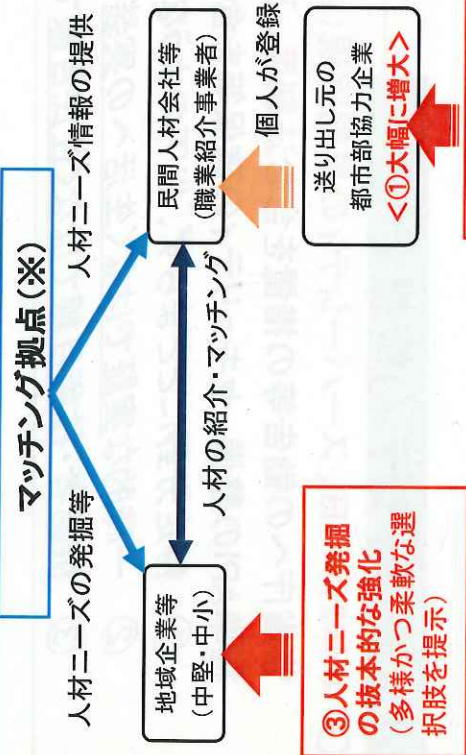 マッチング拠点(※)
人材ニーズの発掘等
人材ニーズ情報の提供
地域企業等
(中堅・中小)
人材の紹介・マッチング
民間人材会社等
(職業紹介事業者)
個人が登録
送り出し元の
都市部協力企業
<①大幅に増大>
③人材ニーズ発掘
の抜本的な強化
(多様かつ柔軟な選
択肢を提示)